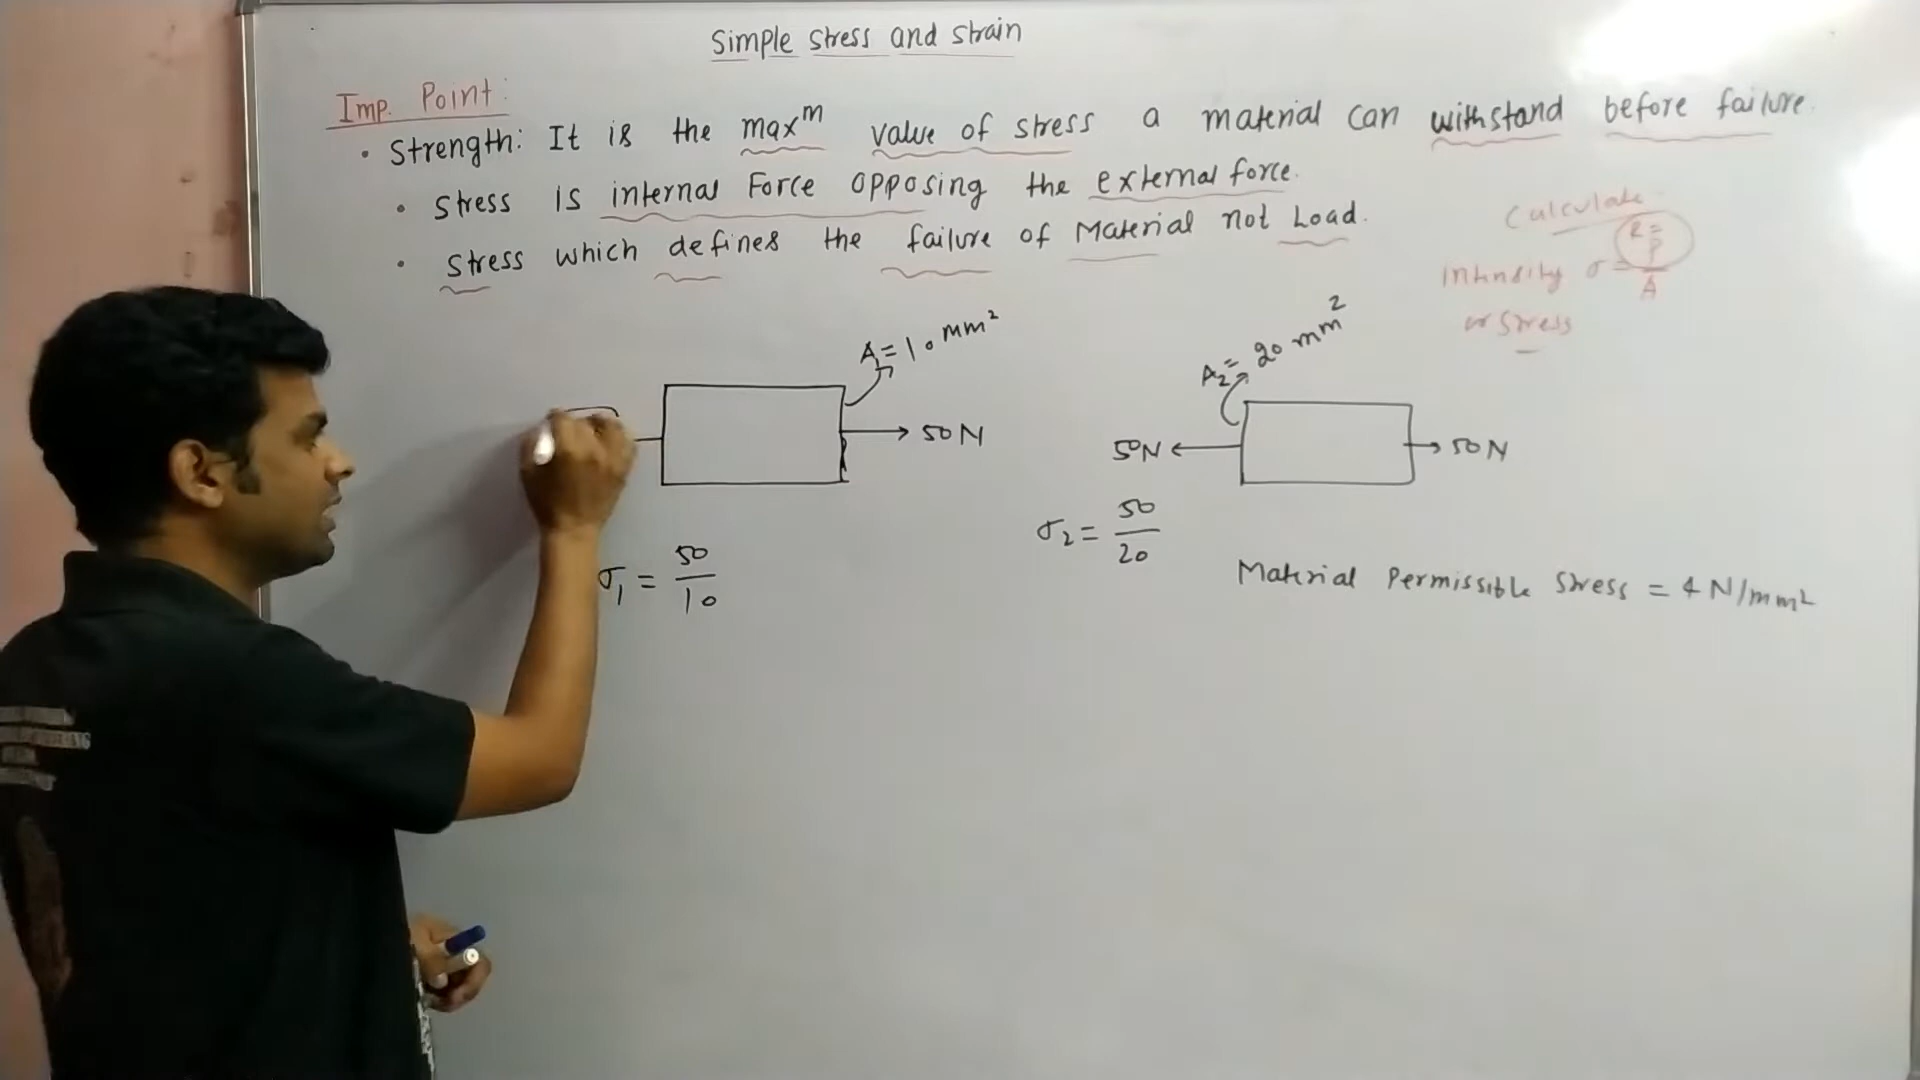 Simple stress and strain
Imp. Point:
• Strength: It is the maxᵐ value of stress a material can withstand before failure.
• Stress is internal Force opposing the external force.
• Stress which defines the failure of Material not Load.
Calculate
R=P
Intensity σ = P/A
or stress
A₁=10 mm²
50N
A₂= 20 mm²
50N
50N
σ₁ = 50/10
σ₂ = 50/20
Material Permissible stress = 4 N/mm²